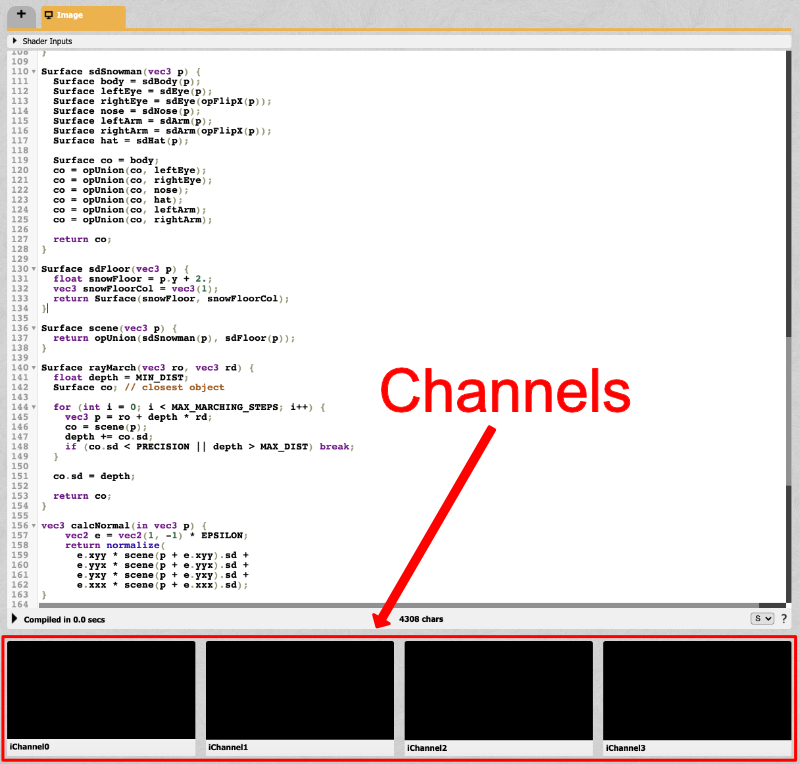 +
Image
Shader Inputs
108 }
109
110 Surface sdSnowman(vec3 p) {
111 Surface body = sdBody(p);
112 Surface leftEye = sdEye(p);
113 Surface rightEye = sdEye(opFlipX(p));
114 Surface nose = sdNose(p);
115 Surface leftArm = sdArm(p);
116 Surface rightArm = sdArm(opFlipX(p));
117 Surface hat = sdHat(p);
118
119 Surface co = body;
120 co = opUnion(co, leftEye);
121 co = opUnion(co, rightEye);
122 co = opUnion(co, nose);
123 co = opUnion(co, hat);
124 co = opUnion(co, leftArm);
125 co = opUnion(co, rightArm);
126
127 return co;
128 }
129
130 Surface sdFloor(vec3 p) {
131 float snowFloor = p.y + 2.;
132 vec3 snowFloorCol = vec3(1);
133 return Surface(snowFloor, snowFloorCol);
134 }
135
136 Surface scene(vec3 p) {
137 return opUnion(sdSnowman(p), sdFloor(p));
138 }
139
140 Surface rayMarch(vec3 ro, vec3 rd) {
141 float depth = MIN_DIST;
142 Surface co; // closest object
143
144 for (int i = 0; i < MAX_MARCHING_STEPS; i++) {
145 vec3 p = ro + depth * rd;
146 co = scene(p);
147 depth += co.sd;
148 if (co.sd < PRECISION || depth > MAX_DIST) break;
149 }
150
151 co.sd = depth;
152
153 return co;
154 }
155
156 vec3 calcNormal(in vec3 p) {
157 vec2 e = vec2(1, -1) * EPSILON;
158 return normalize(
159 e.xyy * scene(p + e.xyy).sd +
160 e.yyx * scene(p + e.yyx).sd +
161 e.yxy * scene(p + e.yxy).sd +
162 e.xxx * scene(p + e.xxx).sd);
163 }
164
Channels
Compiled in 0.0 secs 4308 chars S ?
iChannel0 iChannel1 iChannel2 iChannel3